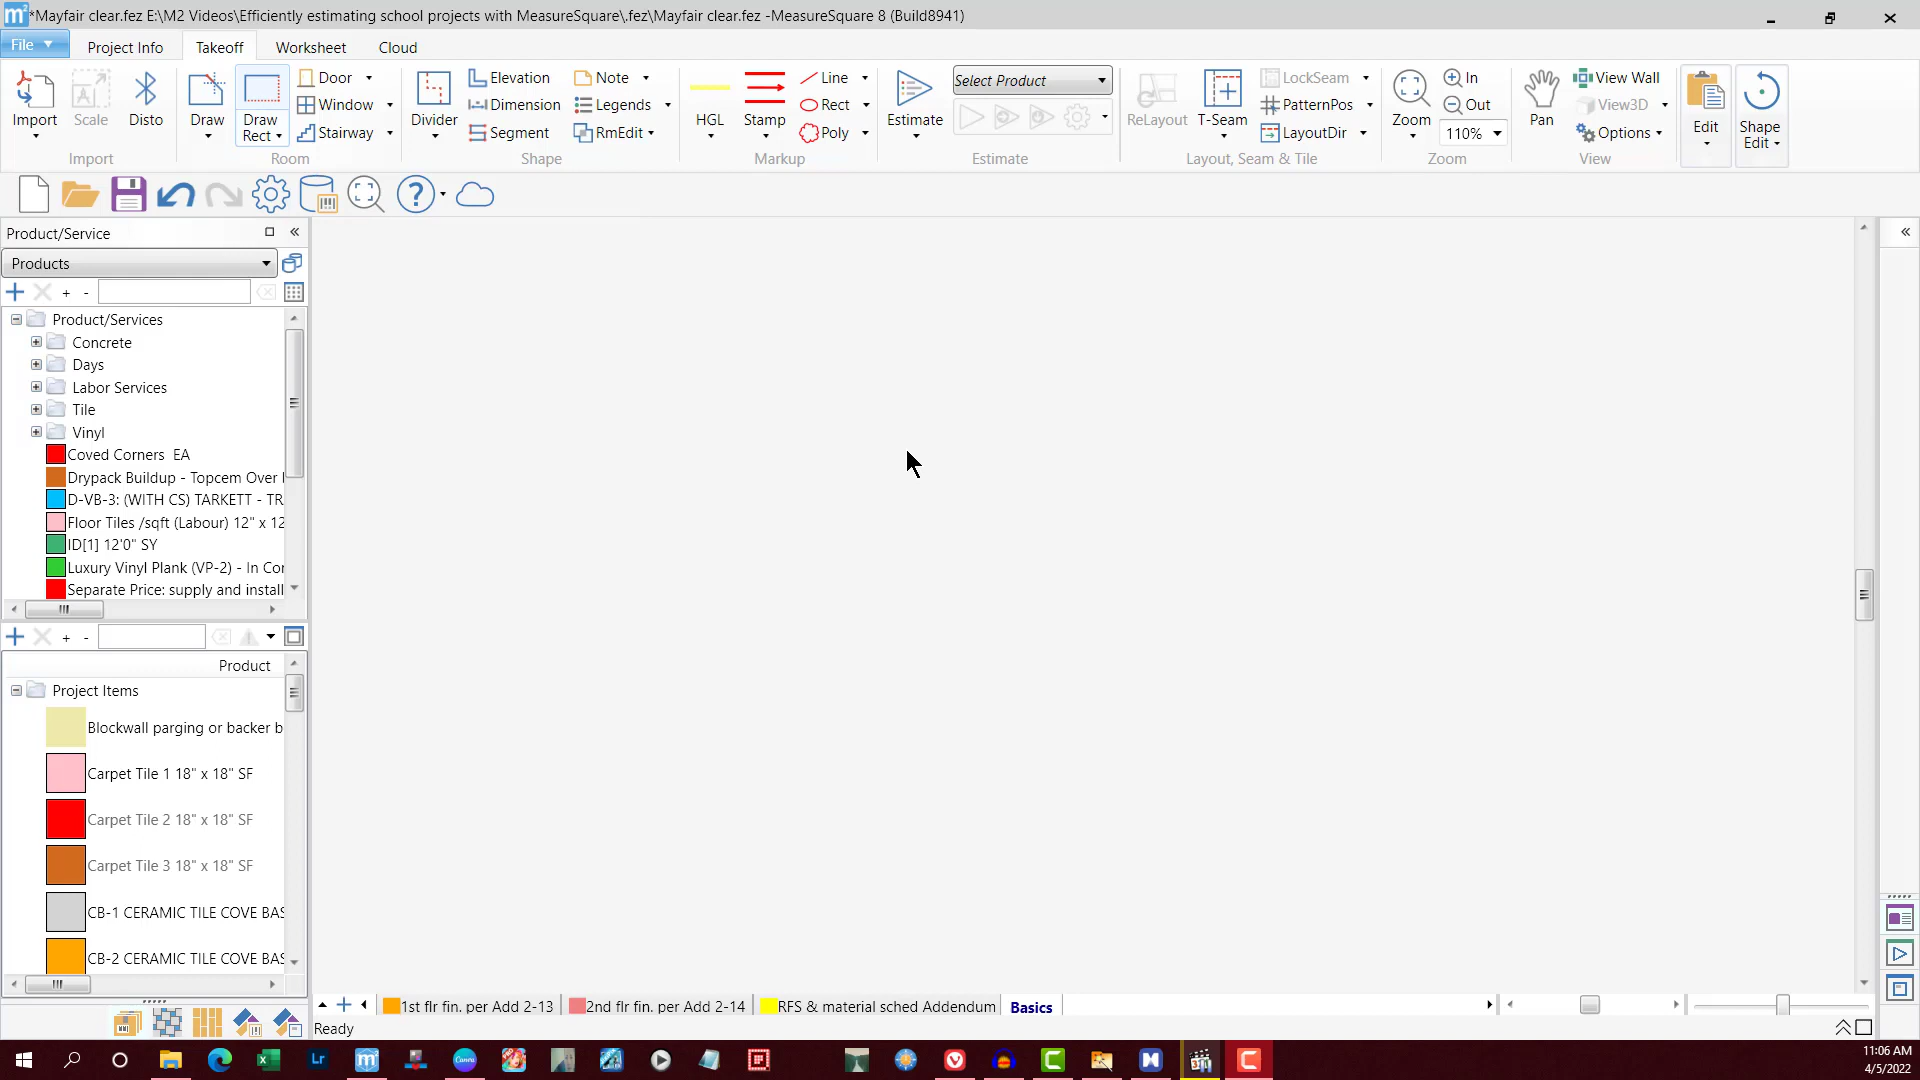 *Mayfair clear.fez E:\M2 Videos\Efficiently estimating school projects with MeasureSquare\.fez\Mayfair clear.fez -MeasureSquare 8 (Build8941)
File Project Info Takeoff Worksheet Cloud
Import Scale Disto Draw Draw Rect Door Window Stairway Divider Elevation Dimension Segment Note Legends RmEdit HGL Stamp Line Rect Poly Estimate Select Product ReLayout T-Seam LockSeam PatternPos LayoutDir Zoom In Out 110% Pan View Wall View3D Options Edit Shape Edit
Import Room Shape Markup Estimate Layout, Seam & Tile Zoom View
Product/Service
Products
Product/Services
Concrete
Days
Labor Services
Tile
Vinyl
Coved Corners EA
Drypack Buildup - Topcem Over
D-VB-3: (WITH CS) TARKETT - TR
Floor Tiles /sqft (Labour) 12" x 12
ID[1] 12'0" SY
Luxury Vinyl Plank (VP-2) - In Cor
Separate Price: supply and install
Product
Project Items
Blockwall parging or backer b
Carpet Tile 1 18" x 18" SF
Carpet Tile 2 18" x 18" SF
Carpet Tile 3 18" x 18" SF
CB-1 CERAMIC TILE COVE BAS
CB-2 CERAMIC TILE COVE BAS
1st flr fin. per Add 2-13 2nd flr fin. per Add 2-14 RFS & material sched Addendum Basics
Ready
11:06 AM
4/5/2022